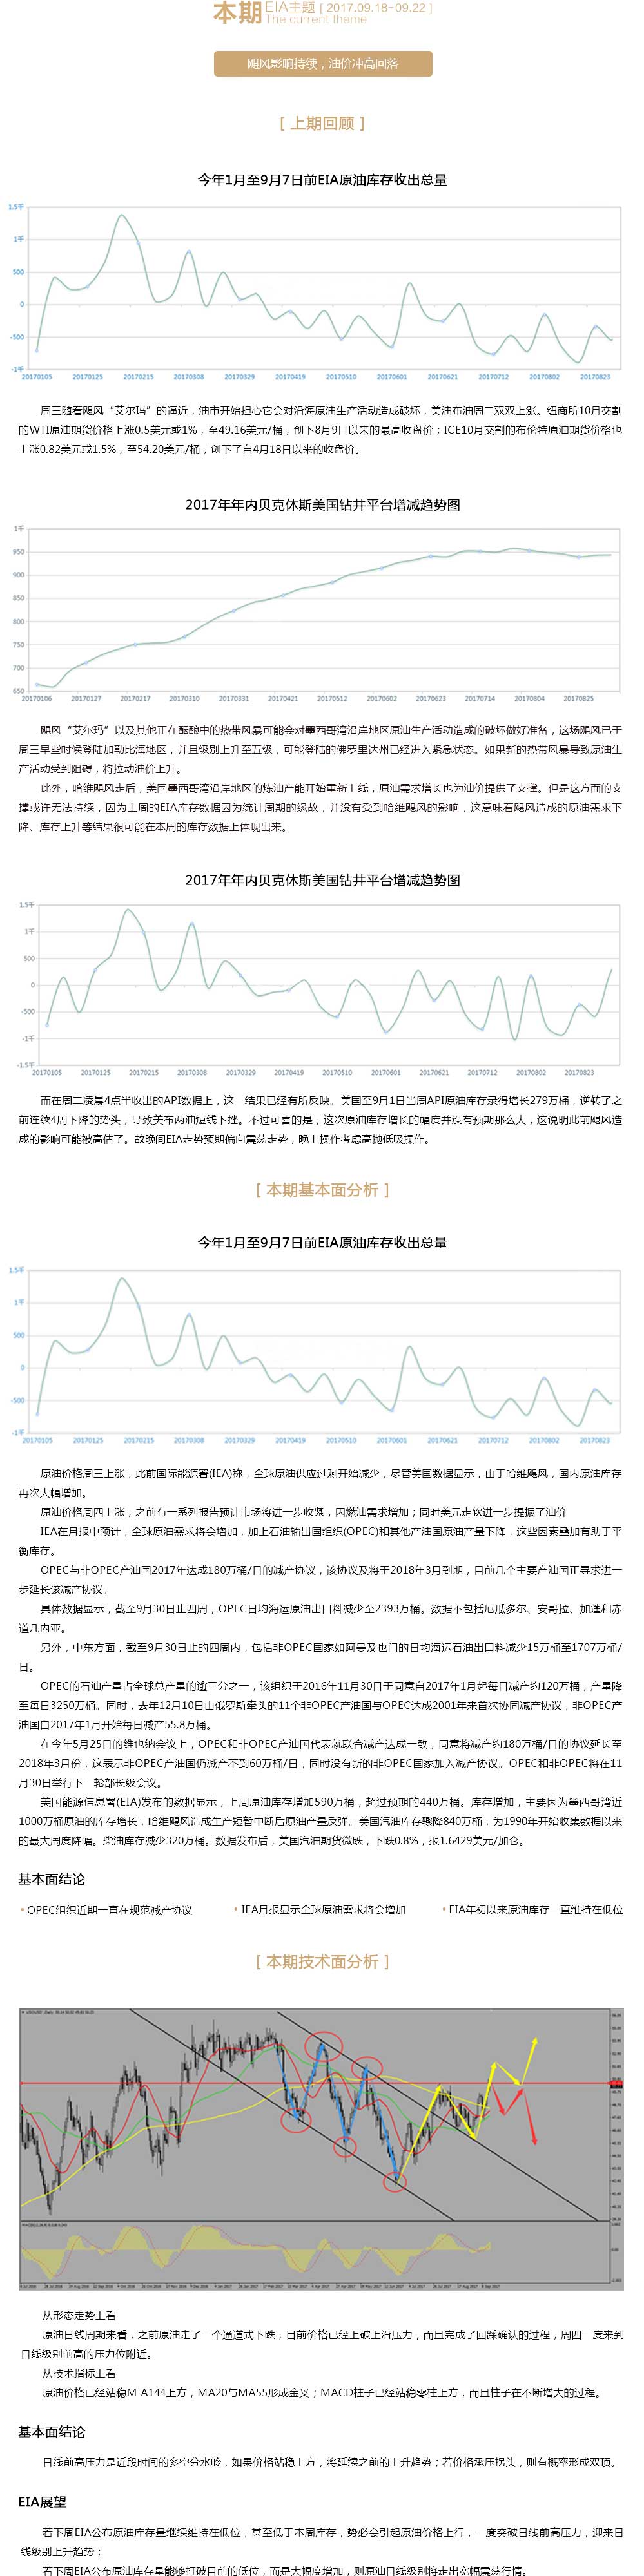 本期 EIA主题 [ 2017.09.18-09.22 ]
The current theme
飓风影响持续，油价冲高回落
[ 上期回顾 ]
今年1月至9月7日前EIA原油库存收出总量
1.5千
1千
500
0
-500
-1千
20170105 20170125 20170215 20170308 20170329 20170419 20170510 20170601 20170621 20170712 20170802 20170823
周三随着飓风“艾尔玛”的逼近，油市开始担心它会对沿海原油生产活动造成破坏，美油布油周二双双上涨。纽商所10月交割
的WTI原油期货价格上涨0.5美元或1%，至49.16美元/桶，创下8月9日以来的最高收盘价；ICE10月交割的布伦特原油期货价格也
上涨0.82美元或1.5%，至54.20美元/桶，创下了自4月18日以来的收盘价。
2017年年内贝克休斯美国钻井平台增减趋势图
1千
950
900
850
800
750
700
650
20170106 20170127 20170217 20170310 20170331 20170421 20170512 20170602 20170623 20170714 20170804 20170825
飓风“艾尔玛”以及其他正在酝酿中的热带风暴可能会对墨西哥湾沿岸地区原油生产活动造成的破坏做好准备，这场飓风已于
周三早些时候登陆加勒比海地区，并且级别上升至五级，可能登陆的佛罗里达州已经进入紧急状态。如果新的热带风暴导致原油生
产活动受到阻碍，将拉动油价上升。
此外，哈维飓风走后，美国墨西哥湾沿岸地区的炼油产能开始重新上线，原油需求增长也为油价提供了支撑。但是这方面的支
撑或许无法持续，因为上周的EIA库存数据因为统计周期的缘故，并没有受到哈维飓风的影响，这意味着飓风造成的原油需求下
降、库存上升等结果很可能在本周的库存数据上体现出来。
2017年年内贝克休斯美国钻井平台增减趋势图
1.5千
1千
500
0
-500
-1千
-1.5千
20170105 20170125 20170215 20170308 20170329 20170419 20170510 20170601 20170621 20170712 20170802 20170823
而在周二凌晨4点半收出的API数据上，这一结果已经有所反映。美国至9月1日当周API原油库存录得增长279万桶，逆转了之
前连续4周下降的势头，导致美布两油短线下挫。不过可喜的是，这次原油库存增长的幅度并没有预期那么大，这说明此前飓风造
成的影响可能被高估了。故晚间EIA走势预期偏向震荡走势，晚上操作考虑高抛低吸操作。
[ 本期基本面分析 ]
今年1月至9月7日前EIA原油库存收出总量
1.5千
1千
500
0
-500
-1千
20170105 20170125 20170215 20170308 20170329 20170419 20170510 20170601 20170621 20170712 20170802 20170823
原油价格周三上涨，此前国际能源署(IEA)称，全球原油供应过剩开始减少，尽管美国数据显示，由于哈维飓风，国内原油库存
再次大幅增加。
原油价格周四上涨，之前有一系列报告预计市场将进一步收紧，因燃油需求增加；同时美元走软进一步提振了油价
IEA在月报中预计，全球原油需求将会增加，加上石油输出国组织(OPEC)和其他产油国原油产量下降，这些因素叠加有助于平
衡库存。
OPEC与非OPEC产油国2017年达成180万桶/日的减产协议，该协议及将于2018年3月到期，目前几个主要产油国正寻求进一
步延长该减产协议。
具体数据显示，截至9月30日止四周，OPEC日均海运原油出口料减少至2393万桶。数据不包括厄瓜多尔、安哥拉、加蓬和赤
道几内亚。
另外，中东方面，截至9月30日止的四周内，包括非OPEC国家如阿曼及也门的日均海运石油出口料减少15万桶至1707万桶/
日。
OPEC的石油产量占全球总产量的逾三分之一，该组织于2016年11月30日于同意自2017年1月起每日减产约120万桶，产量降
至每日3250万桶。同时，去年12月10日由俄罗斯牵头的11个非OPEC产油国与OPEC达成2001年来首次协同减产协议，非OPEC产
油国自2017年1月开始每日减产55.8万桶。
在今年5月25日的维也纳会议上，OPEC和非OPEC产油国代表就联合减产达成一致，同意将减产约180万桶/日的协议延长至
2018年3月份，这表示非OPEC产油国仍减产不到60万桶/日，同时没有新的非OPEC国家加入减产协议。OPEC和非OPEC将在11
月30日举行下一轮部长级会议。
美国能源信息署(EIA)发布的数据显示，上周原油库存增加590万桶，超过预期的440万桶。库存增加，主要因为墨西哥湾近
1000万桶原油的库存增长，哈维飓风造成生产短暂中断后原油产量反弹。美国汽油库存骤降840万桶，为1990年开始收集数据以来
的最大周度降幅。柴油库存减少320万桶。数据发布后，美国汽油期货微跌，下跌0.8%，报1.6429美元/加仑。
基本面结论
• OPEC组织近期一直在规范减产协议 • IEA月报显示全球原油需求将会增加 • EIA年初以来原油库存一直维持在低位
[ 本期技术面分析 ]
从形态走势上看
原油日线周期来看，之前原油走了一个通道式下跌，目前价格已经上破上沿压力，而且完成了回踩确认的过程，周四一度来到
日线级别前高的压力位附近。
从技术指标上看
原油价格已经站稳M A144上方，MA20与MA55形成金叉；MACD柱子已经站稳零柱上方，而且柱子在不断增大的过程。
基本面结论
日线前高压力是近段时间的多空分水岭，如果价格站稳上方，将延续之前的上升趋势；若价格承压拐头，则有概率形成双顶。
EIA展望
若下周EIA公布原油库存量继续维持在低位，甚至低于本周库存，势必会引起原油价格上行，一度突破日线前高压力，迎来日
线级别上升趋势；
若下周EIA公布原油库存量能够打破目前的低位，而是大幅度增加，则原油日线级别将走出宽幅震荡行情。